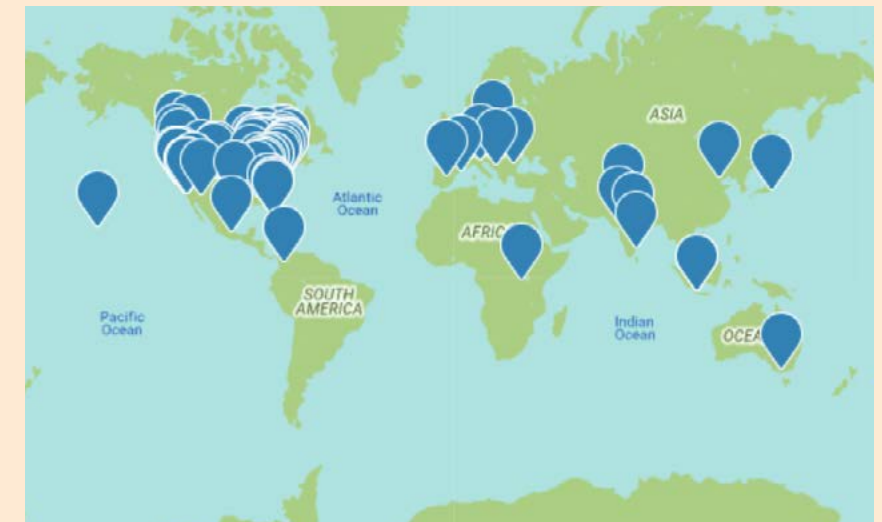 ASIA
Atlantic
Ocean
AFRIC
SOUTH
AMERICA
Pacific
Ocean
Indian
Ocean
OCEA